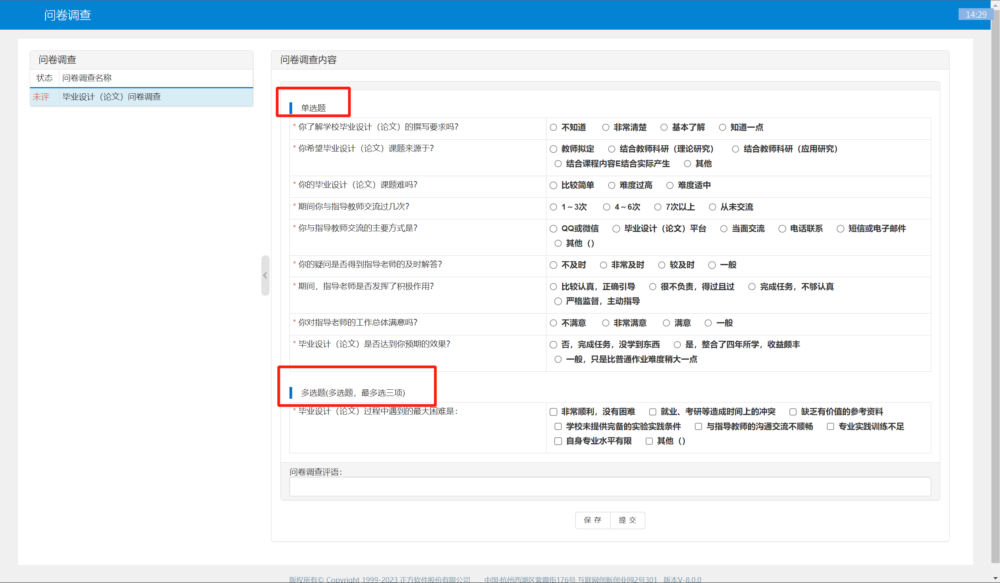 问卷调查
14:29
问卷调查
状态 问卷调查名称
未评 毕业设计（论文）问卷调查
问卷调查内容
单选题
* 你了解学校毕业设计（论文）的撰写要求吗？ 不知道 非常清楚 基本了解 知道一点
* 你希望毕业设计（论文）课题来源于？ 教师拟定 结合教师科研（理论研究） 结合教师科研（应用研究）
结合课程内容E结合实际产生 其他
* 你的毕业设计（论文）课题难吗？ 比较简单 难度过高 难度适中
* 期间你与指导教师交流过几次？ 1～3次 4～6次 7次以上 从未交流
* 你与指导教师交流的主要方式是？ QQ或微信 毕业设计（论文）平台 当面交流 电话联系 短信或电子邮件
其他（）
* 你的疑问是否得到指导老师的及时解答？ 不及时 非常及时 较及时 一般
* 期间，指导老师是否发挥了积极作用？ 比较认真，正确引导 很不负责，得过且过 完成任务，不够认真
严格监督，主动指导
* 你对指导老师的工作总体满意吗？ 不满意 非常满意 满意 一般
* 毕业设计（论文）是否达到你预期的效果？ 否，完成任务，没学到东西 是，整合了四年所学，收益颇丰
一般，只是比普通作业难度稍大一点
多选题(多选题，最多选三项)
* 毕业设计（论文）过程中遇到的最大困难是： 非常顺利，没有困难 就业、考研等造成时间上的冲突 缺乏有价值的参考资料
学校未提供完备的实验实践条件 与指导教师的沟通交流不顺畅 专业实践训练不足
自身专业水平有限 其他（）
问卷调查评语：
保 存 提 交
版权所有© Copyright 1999-2023 正方软件股份有限公司 中国·杭州西湖区紫霞街176号 互联网创新创业园2号301 版本V-8.0.0